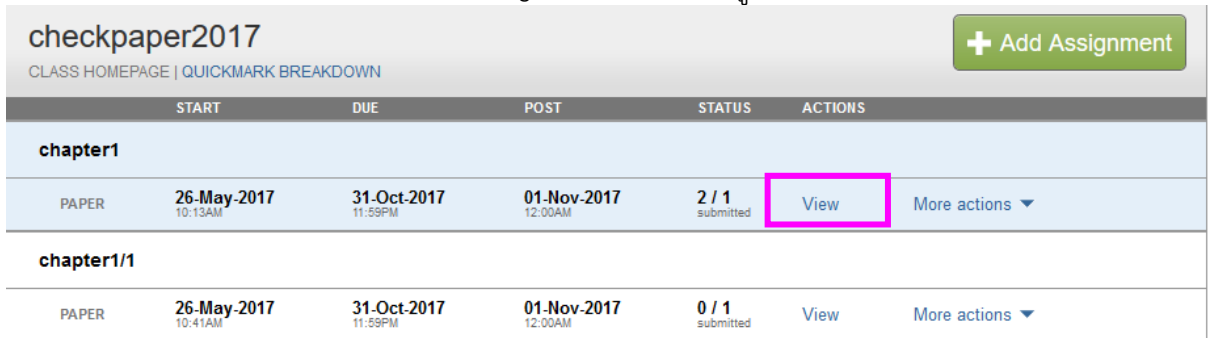 checkpaper2017
+ Add Assignment
CLASS HOMEPAGE | QUICKMARK BREAKDOWN
START DUE POST STATUS ACTIONS
chapter1
PAPER 26-May-2017 31-Oct-2017 01-Nov-2017 2 / 1 View More actions
10:13AM 11:59PM 12:00AM submitted
chapter1/1
PAPER 26-May-2017 31-Oct-2017 01-Nov-2017 0 / 1 View More actions
10:41AM 11:59PM 12:00AM submitted